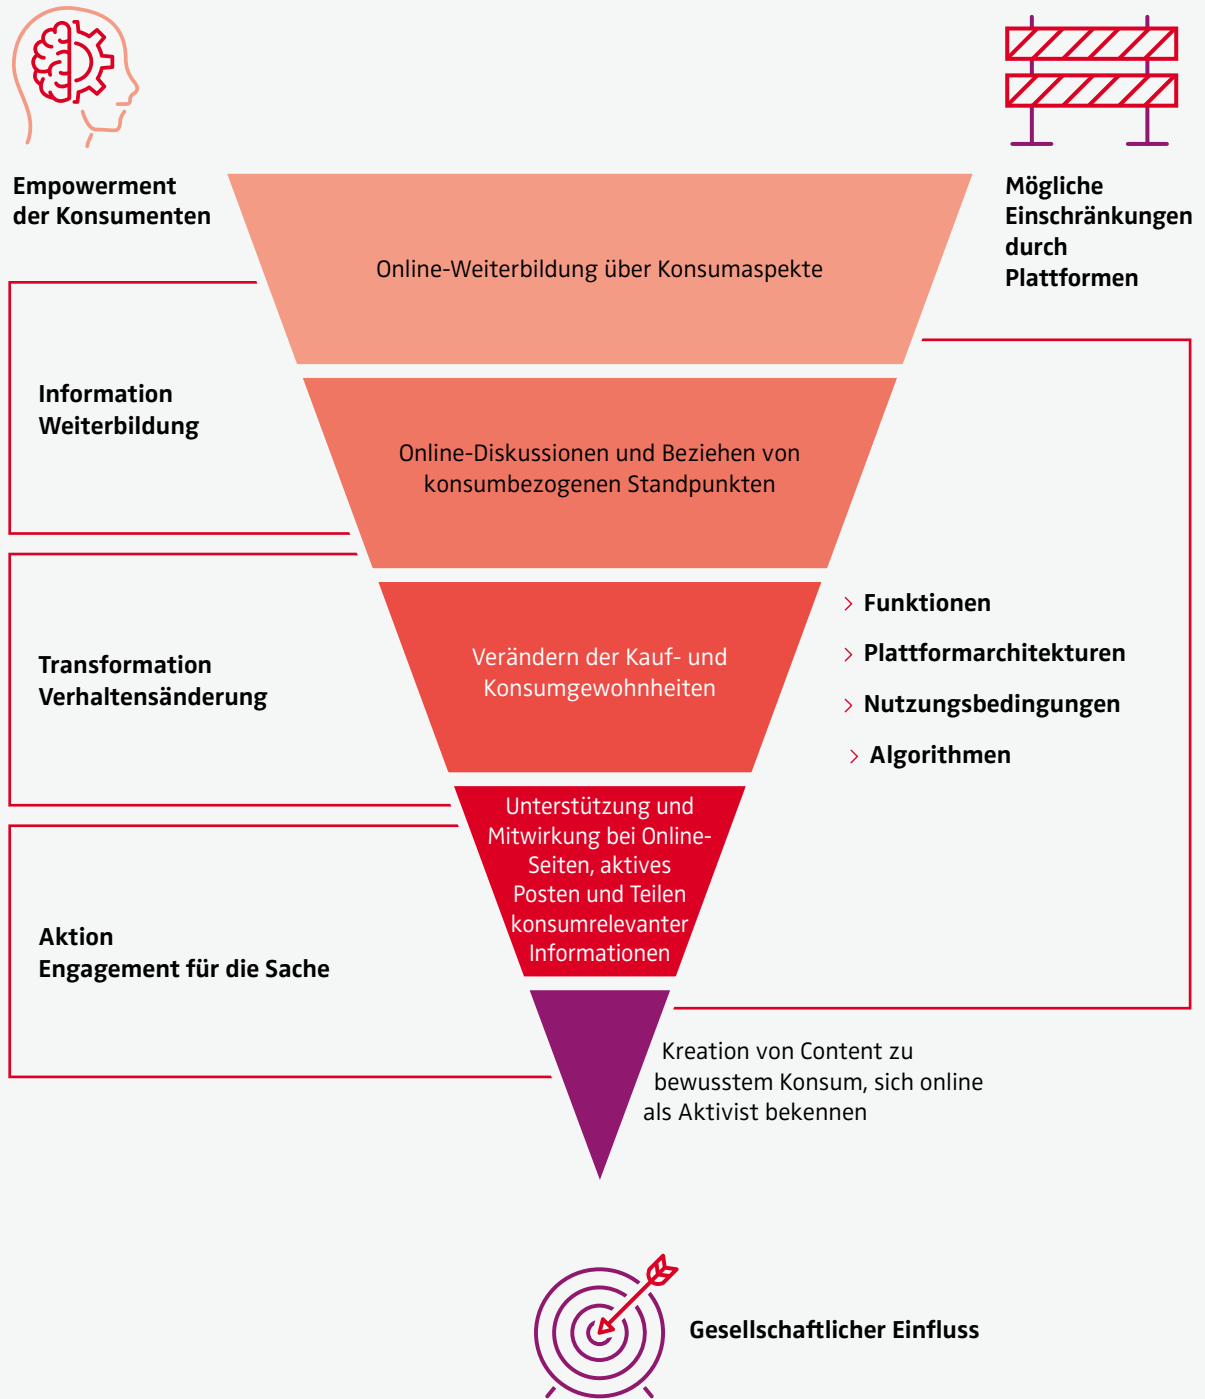 Empowerment
der Konsumenten
Mögliche
Einschränkungen
durch
Plattformen
Online-Weiterbildung über Konsumaspekte
Information
Weiterbildung
Online-Diskussionen und Beziehen von
konsumbezogenen Standpunkten
Transformation
Verhaltensänderung
Verändern der Kauf- und
Konsumgewohnheiten
> Funktionen
> Plattformarchitekturen
> Nutzungsbedingungen
> Algorithmen
Aktion
Engagement für die Sache
Unterstützung und
Mitwirkung bei Online-
Seiten, aktives
Posten und Teilen
konsumrelevanter
Informationen
Kreation von Content zu
bewusstem Konsum, sich online
als Aktivist bekennen
Gesellschaftlicher Einfluss